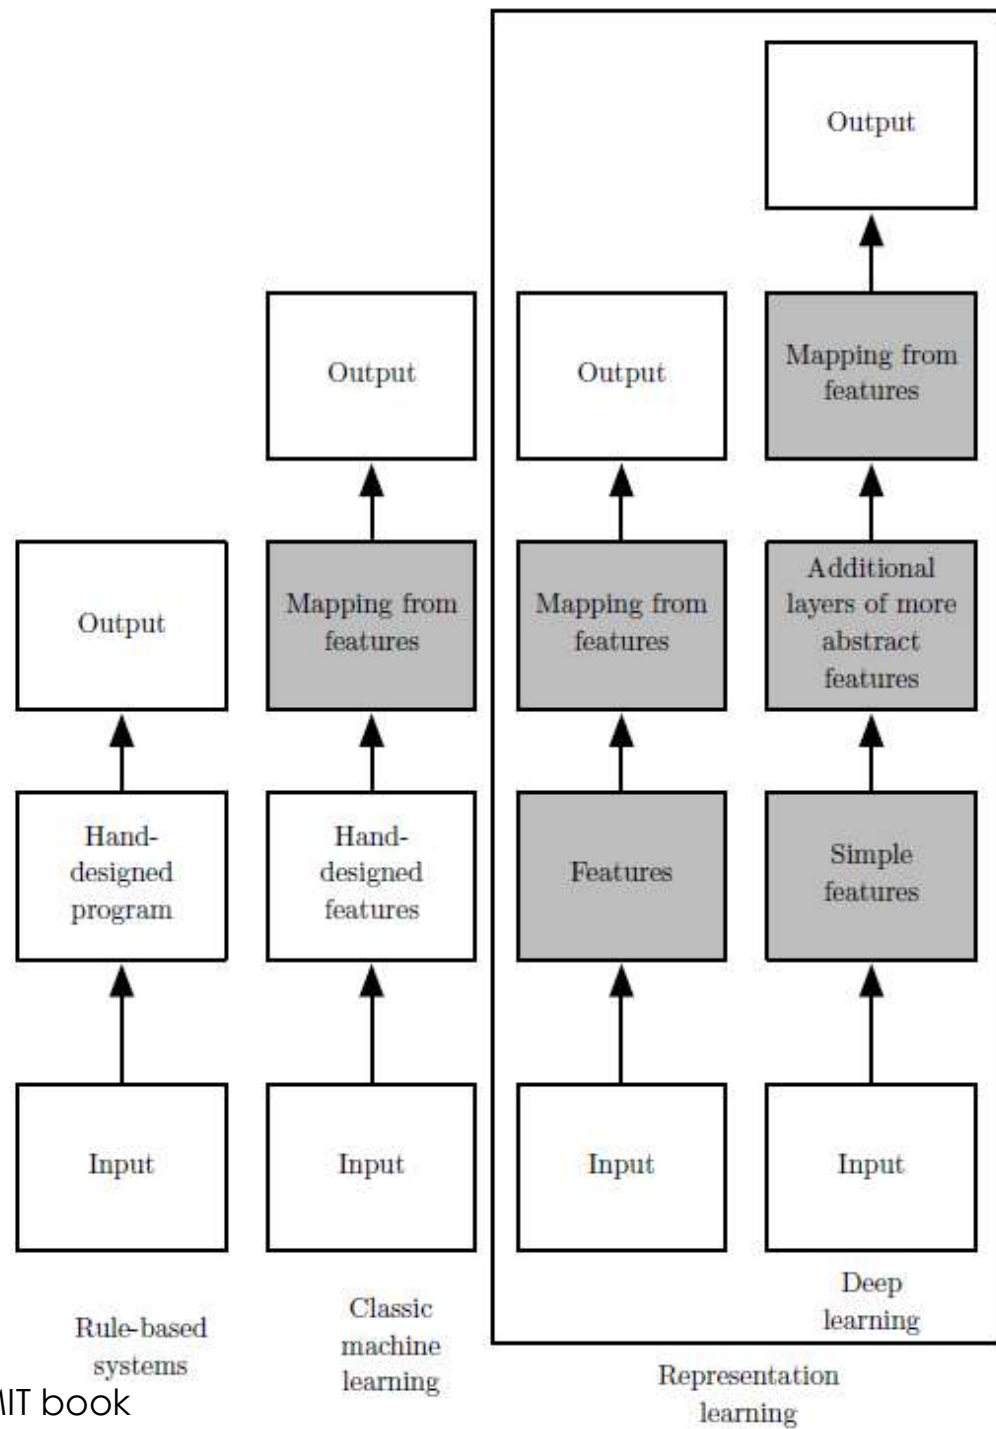 Output
Output
Output
Mapping from
features
Output
Mapping from
features
Mapping from
features
Additional
layers of more
abstract
features
Hand-
designed
program
Hand-
designed
features
Features
Simple
features
Input
Input
Input
Input
Rule-based
systems
Classic
machine
learning
Deep
learning
Representation
learning
MIT book